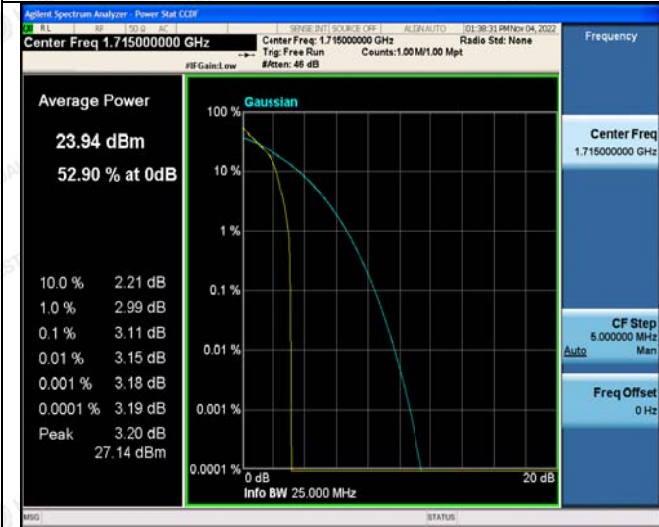 Agilent Spectrum Analyzer - Power Stat CCDF
RL RF 50 Ω AC SENSE:INT SOURCE OFF ALIGNAUTO 01:38:31 PM Nov 04, 2022
Center Freq 1.715000000 GHz
Center Freq: 1.715000000 GHz Radio Std: None
Trig: Free Run Counts:1.00 M/1.00 Mpt
#IFGain:Low #Atten: 46 dB
Frequency
Average Power
23.94 dBm
52.90 % at 0dB
10.0 % 2.21 dB
1.0 % 2.99 dB
0.1 % 3.11 dB
0.01 % 3.15 dB
0.001 % 3.18 dB
0.0001 % 3.19 dB
Peak 3.20 dB
27.14 dBm
Gaussian
100 %
10 %
1 %
0.1 %
0.01 %
0.001 %
0.0001 %
0 dB 20 dB
Info BW 25.000 MHz
Center Freq
1.715000000 GHz
CF Step
5.000000 MHz
Auto Man
Freq Offset
0 Hz
MSG STATUS